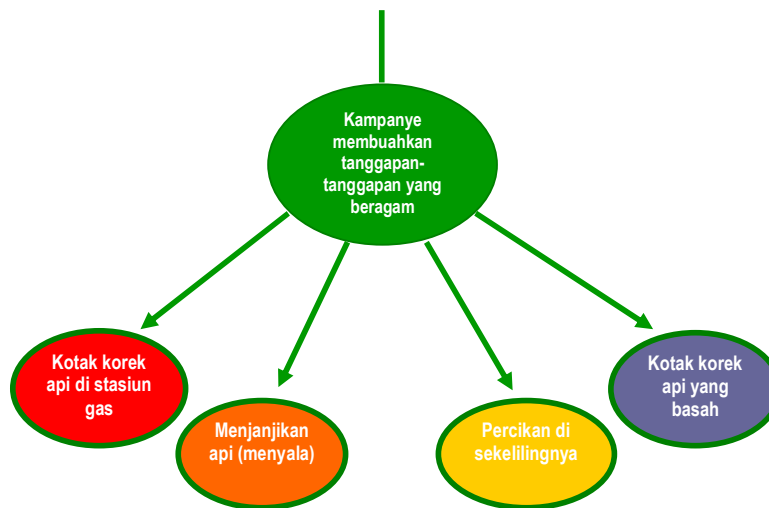 Kampanye
membuahkan
tanggapan-
tanggapan yang
beragam
Kotak korek
api di stasiun
gas
Menjanjikan
api (menyala)
Percikan di
sekelilingnya
Kotak korek
api yang
basah